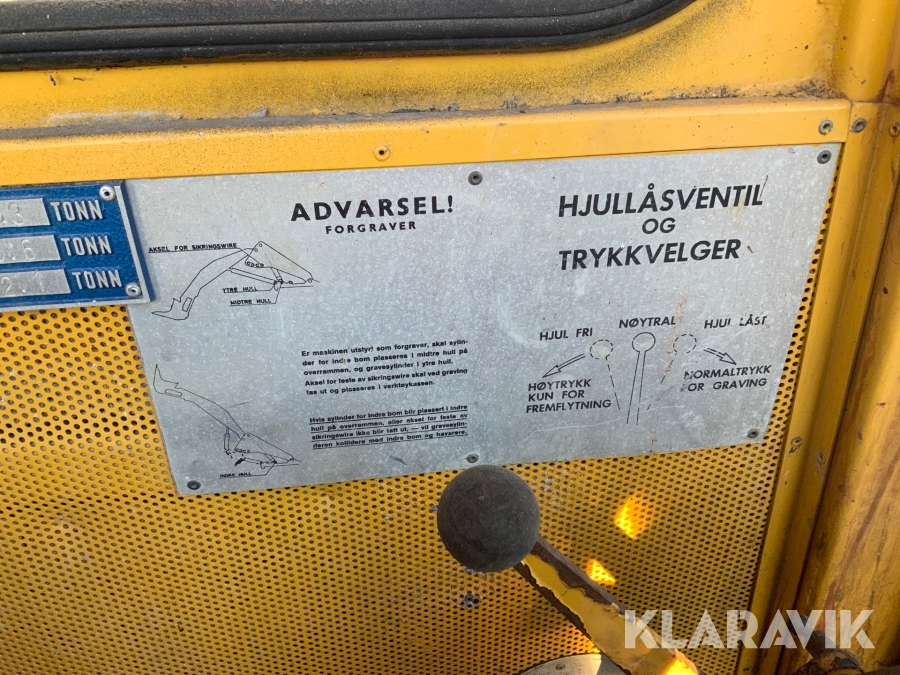 TONN
TONN
TONN
ADVARSEL!
FORGRAVER
AKSEL FOR SIKRINGSWIRE
YTRE HULL
MIDTRE HULL
Er maskinen utstyrt som forgraver, skal sylin-
der for indre bom plasseres i midtre hull på
overrammen, og gravesylinder i ytre hull.
Aksel for feste av sikringswire skal ved graving
tas ut og plasseres i verktøykassen.
Hvis sylinder for indre bom blir plassert i indre
hull på overrammen, eller aksel for feste av
sikringswire ikke blir tatt ut, — vil gravesylin-
deren kollidere med indre bom og havarere.
INDRE HULL
HJULLÅSVENTIL
OG
TRYKKVELGER
HJUL FRI
NØYTRAL
HJUL LÅST
HØYTRYKK
KUN FOR
FREMFLYTNING
NORMALTRYKK
FOR GRAVING
KLARAVIK